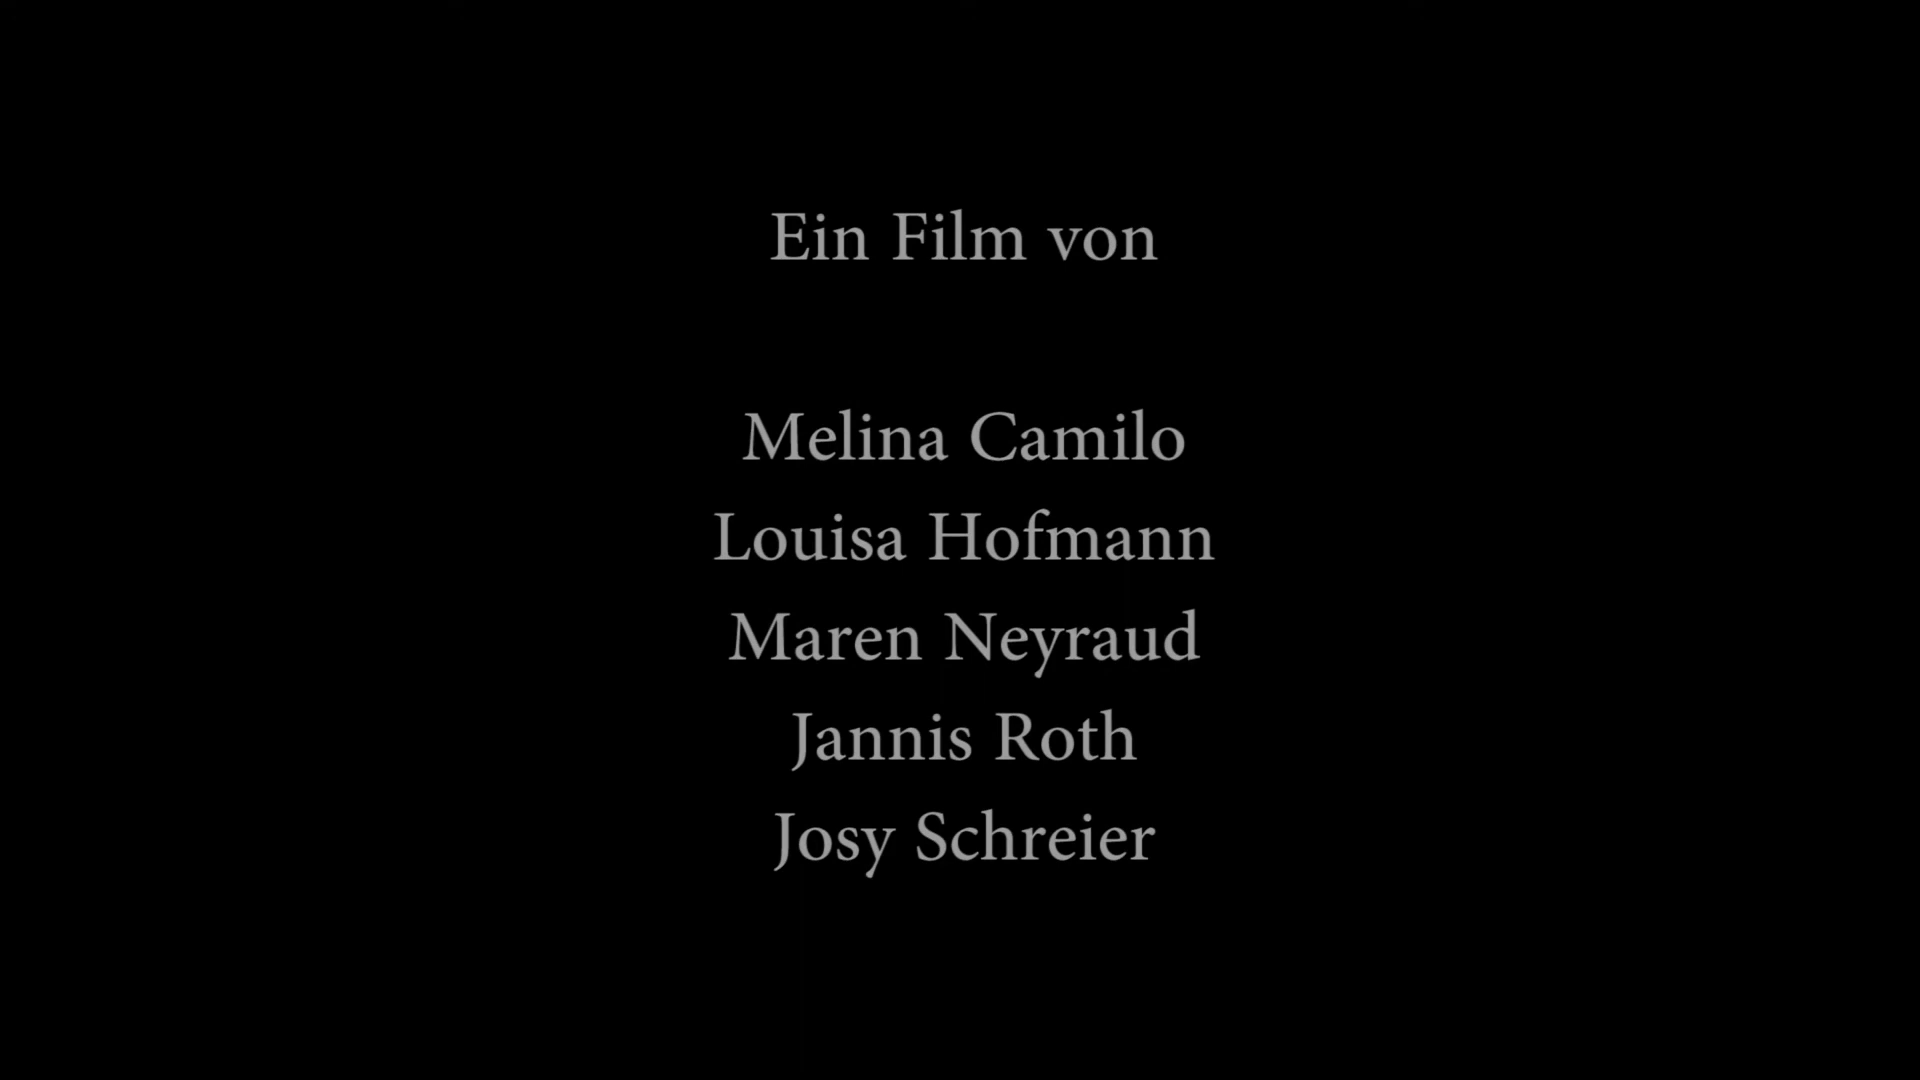 Ein Film von
Melina Camilo
Louisa Hofmann
Maren Neyraud
Jannis Roth
Josy Schreier